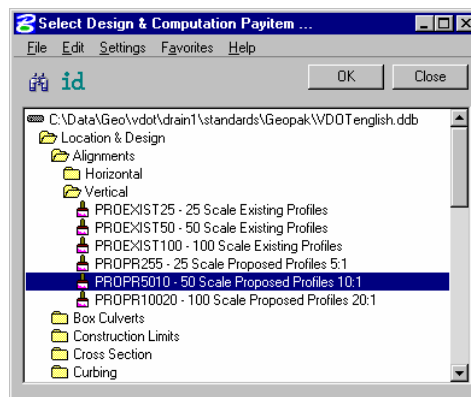 Select Design & Computation Payitem ...
File Edit Settings Favorites Help
id OK Close
C:\Data\Geo\vdot\drain1\standards\Geopak\VDOTenglish.ddb
Location & Design
Alignments
Horizontal
Vertical
PROEXIST25 - 25 Scale Existing Profiles
PROEXIST50 - 50 Scale Existing Profiles
PROEXIST100 - 100 Scale Existing Profiles
PROPR255 - 25 Scale Proposed Profiles 5:1
PROPR5010 - 50 Scale Proposed Profiles 10:1
PROPR10020 - 100 Scale Proposed Profiles 20:1
Box Culverts
Construction Limits
Cross Section
Curbing